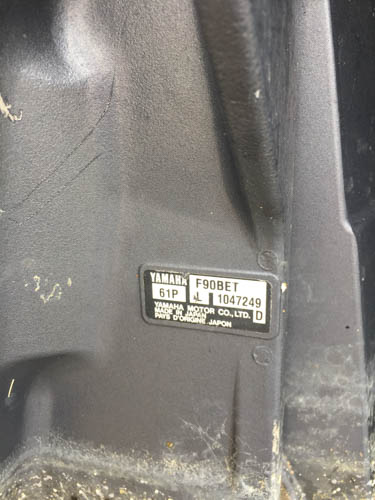 YAMAHA F90BET
61P L 1047249
YAMAHA MOTOR CO.,LTD.
MADE IN JAPAN
PAYS D'ORIGINE JAPON D